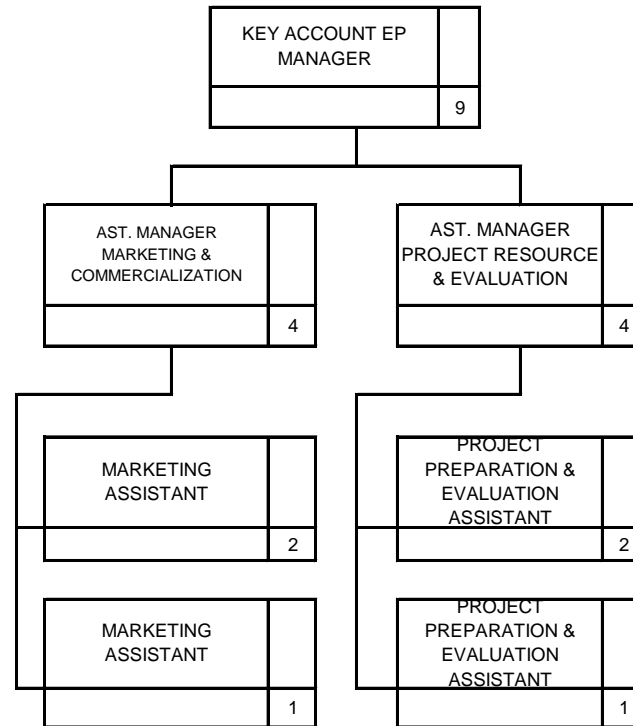 KEY ACCOUNT EP
MANAGER
9
AST. MANAGER
MARKETING &
COMMERCIALIZATION
4
AST. MANAGER
PROJECT RESOURCE
& EVALUATION
4
MARKETING
ASSISTANT
2
PROJECT
PREPARATION &
EVALUATION
ASSISTANT
2
MARKETING
ASSISTANT
1
PROJECT
PREPARATION &
EVALUATION
ASSISTANT
1